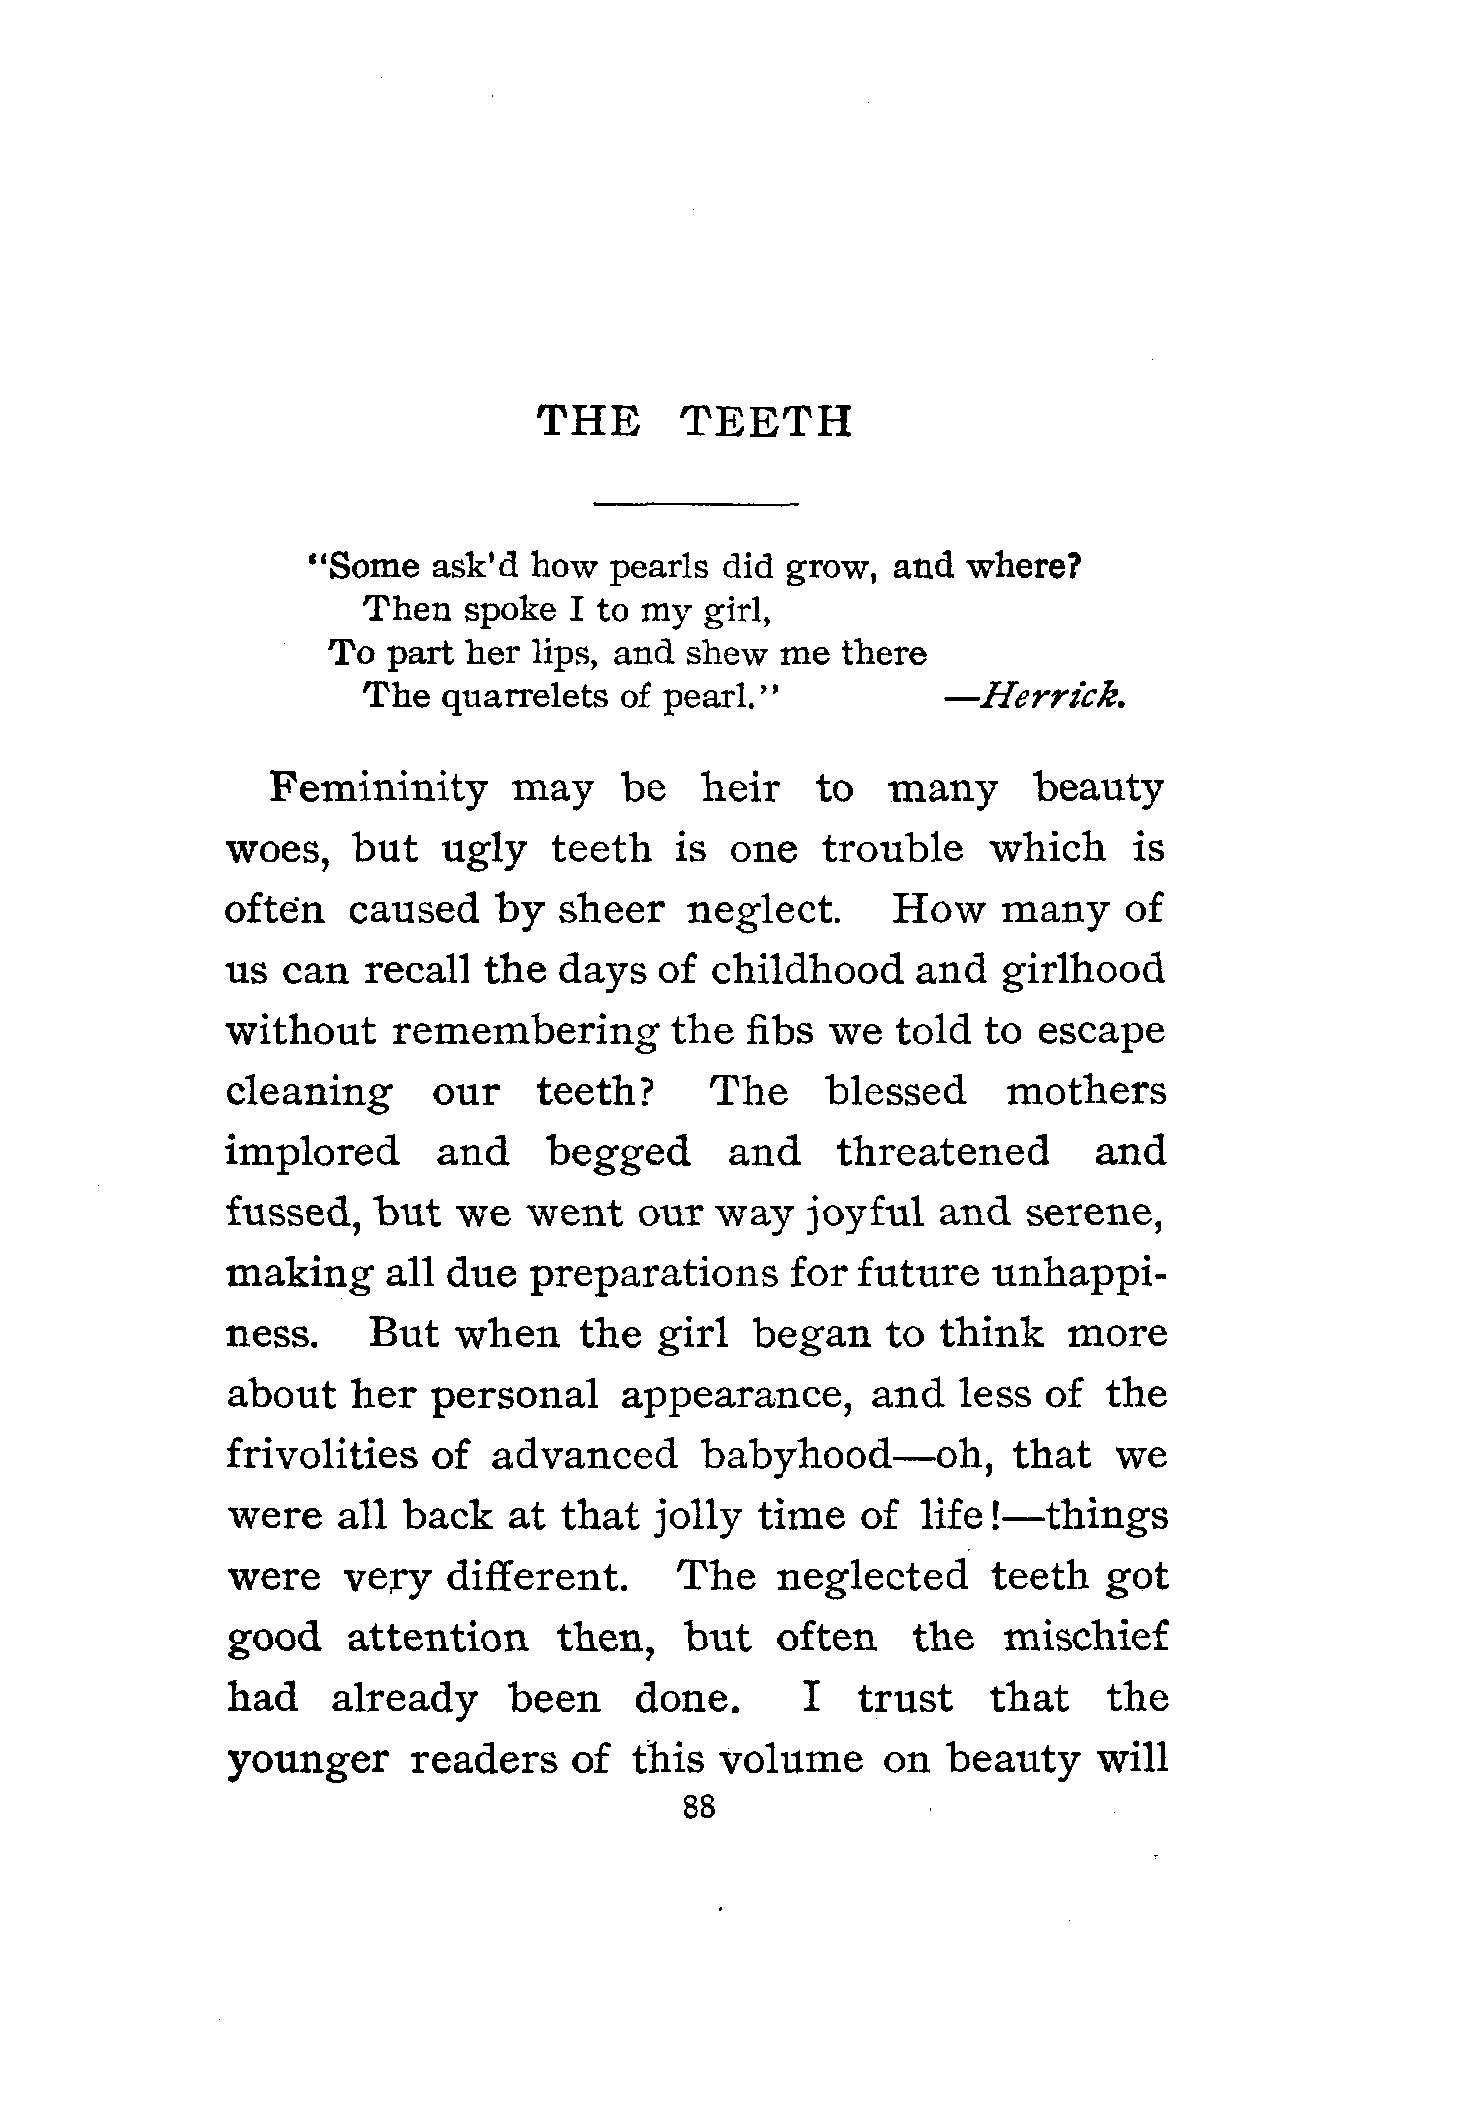 THE TEETH
"Some ask'd how pearls did grow, and where?
Then spoke I to my girl,
To part her lips, and shew me there
The quarrelets of pearl." —Herrick.
Femininity may be heir to many beauty
woes, but ugly teeth is one trouble which is
often caused by sheer neglect. How many of
us can recall the days of childhood and girlhood
without remembering the fibs we told to escape
cleaning our teeth? The blessed mothers
implored and begged and threatened and
fussed, but we went our way joyful and serene,
making all due preparations for future unhappi-
ness. But when the girl began to think more
about her personal appearance, and less of the
frivolities of advanced babyhood—oh, that we
were all back at that jolly time of life!—things
were very different. The neglected teeth got
good attention then, but often the mischief
had already been done. I trust that the
younger readers of this volume on beauty will
88